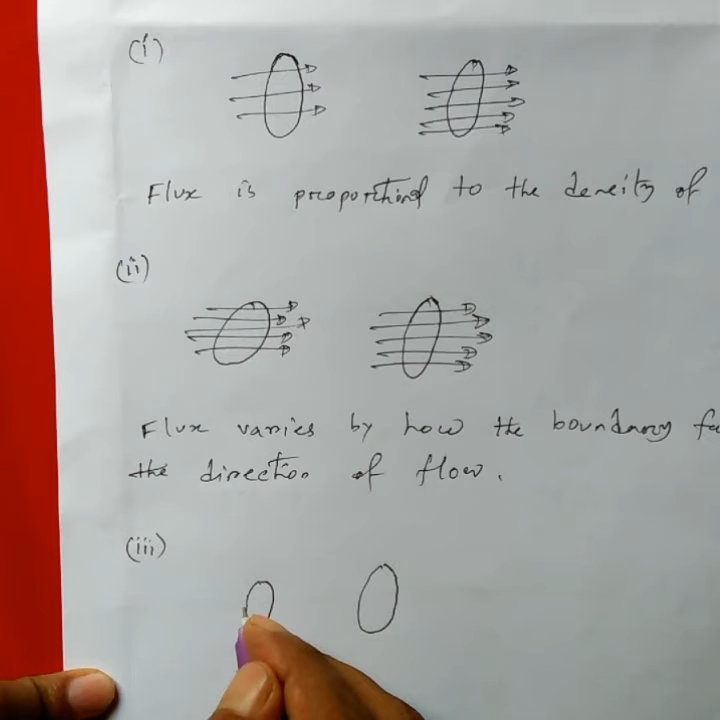 (i)
Flux is proportional to the density of
(ii)
Flux varies by how the boundary fa
the direction of flow.
(iii)